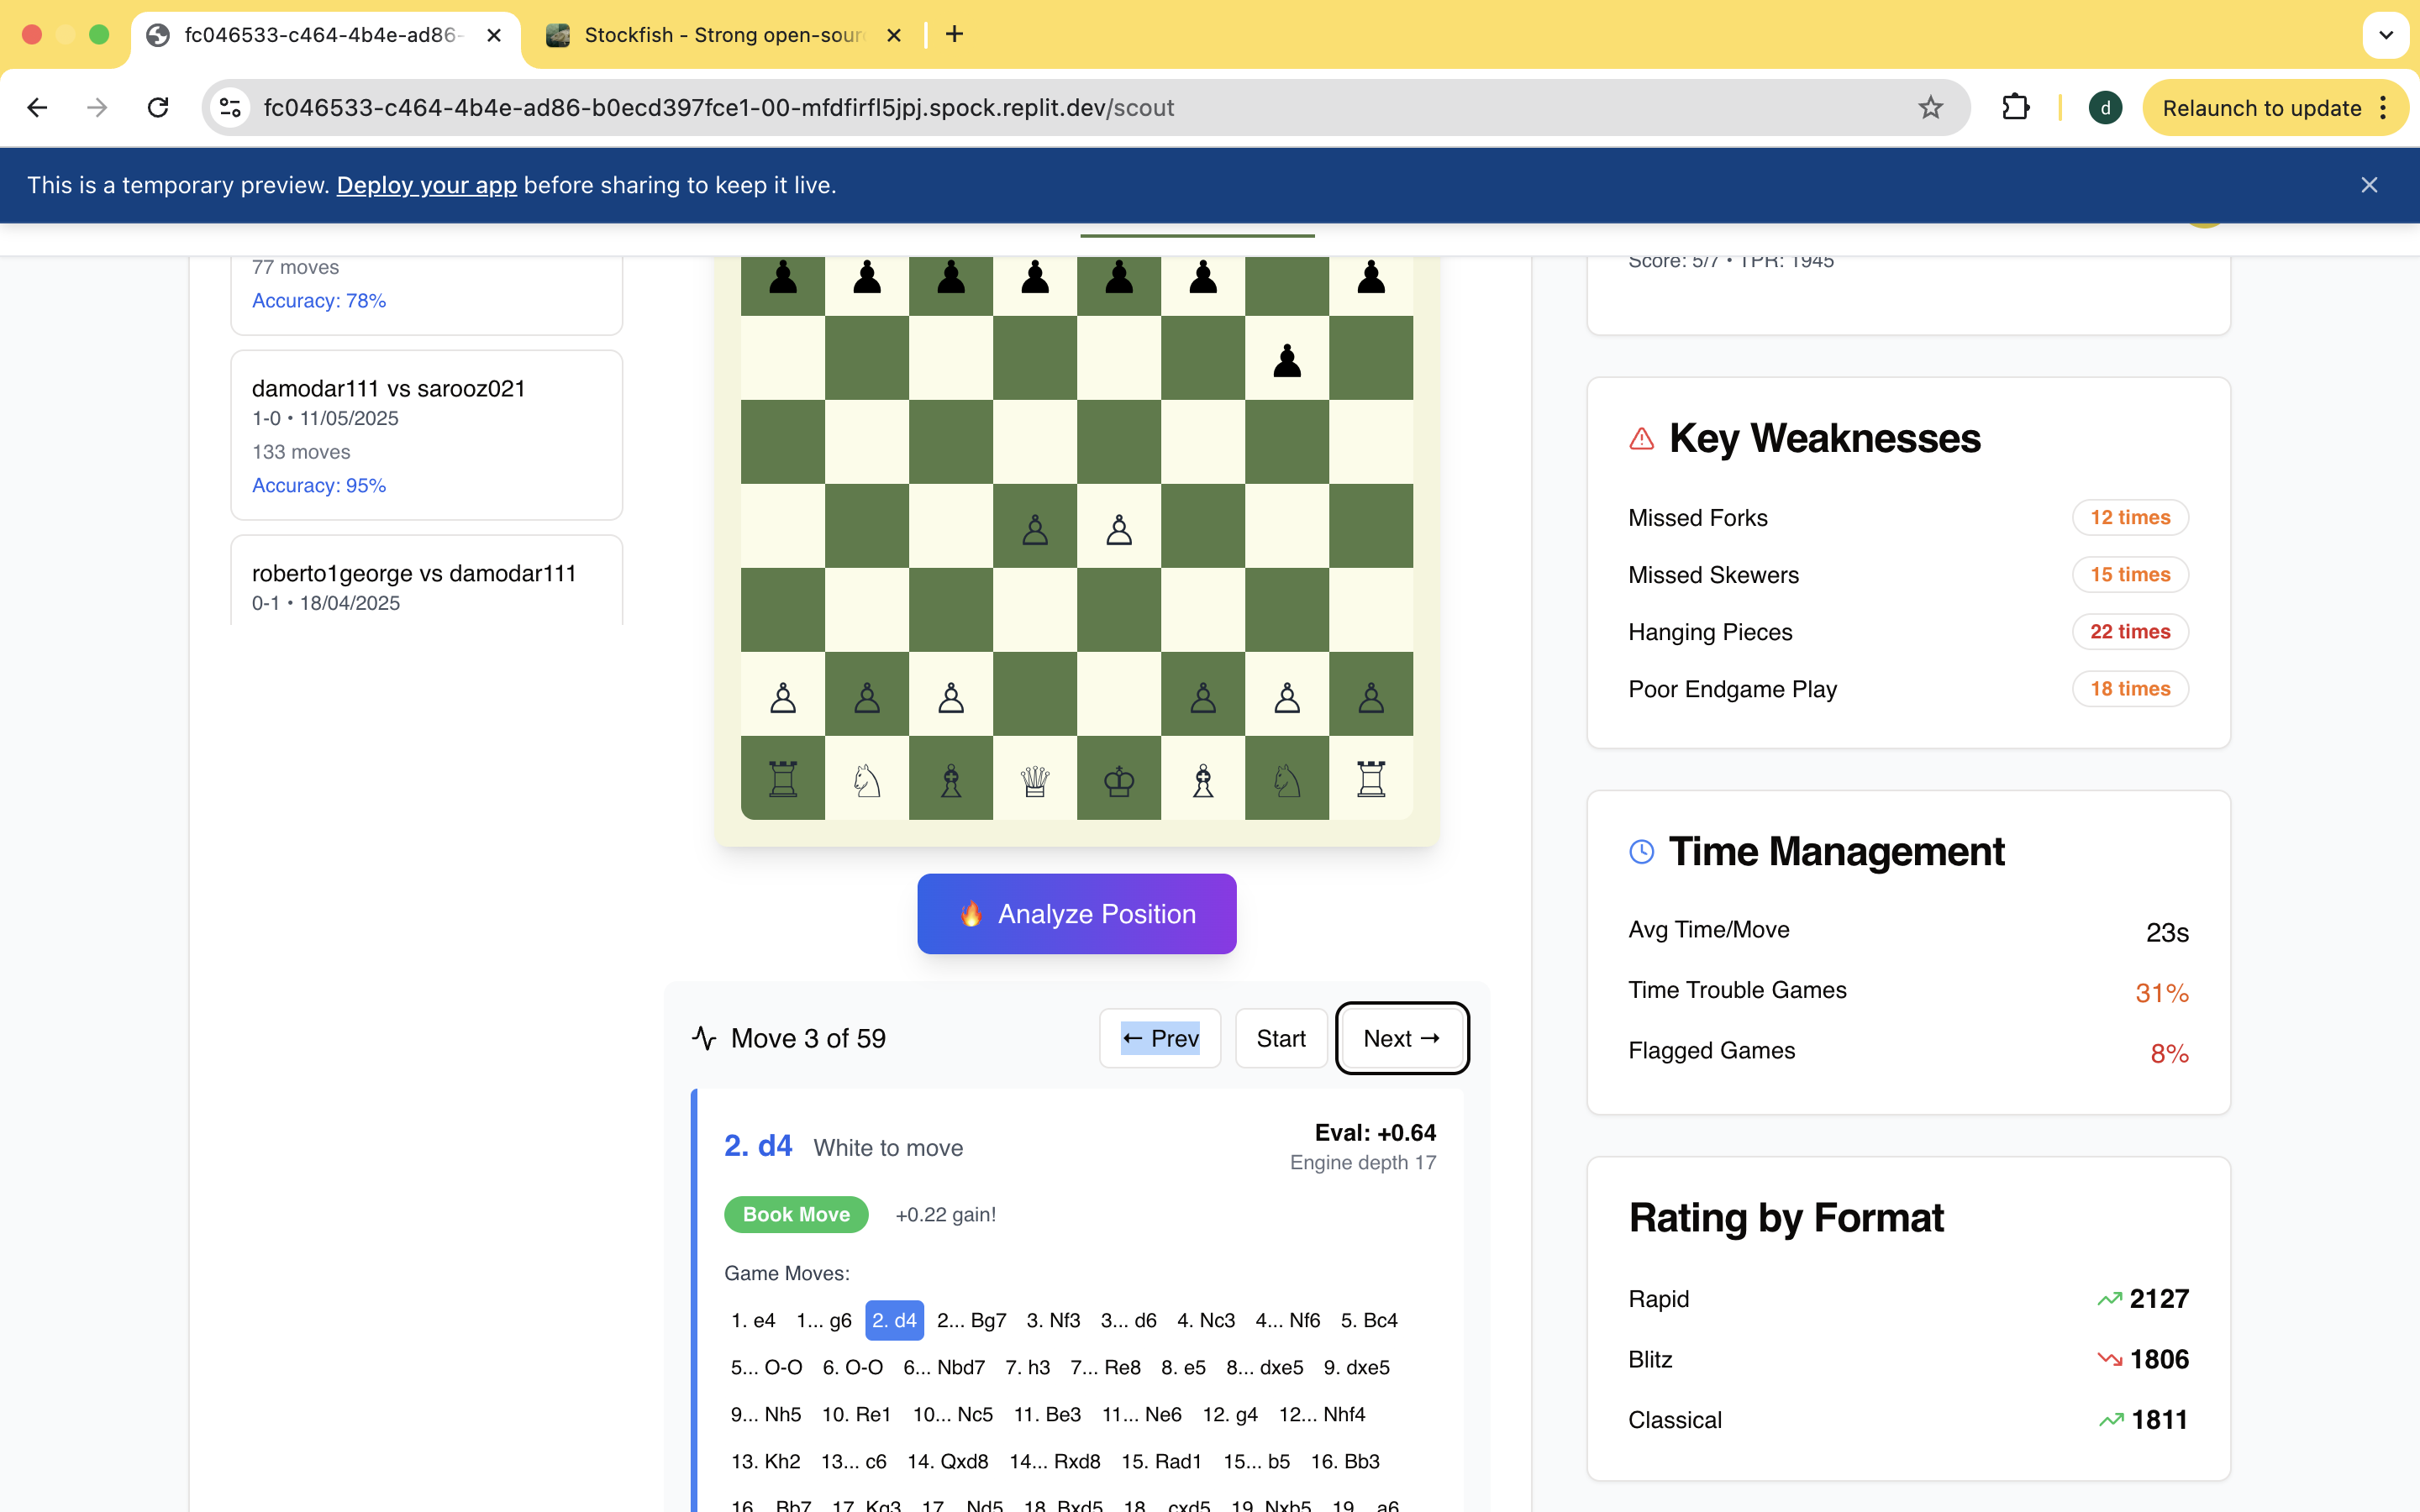 fc046533-c464-4b4e-ad86-
Stockfish - Strong open-sour
fc046533-c464-4b4e-ad86-b0ecd397fce1-00-mfdfirfl5jpj.spock.replit.dev/scout
d
Relaunch to update
This is a temporary preview. Deploy your app before sharing to keep it live.
77 moves
Accuracy: 78%
damodar111 vs sarooz021
1-0 • 11/05/2025
133 moves
Accuracy: 95%
roberto1george vs damodar111
0-1 • 18/04/2025
🔥 Analyze Position
Move 3 of 59
← Prev
Start
Next →
2. d4 White to move
Eval: +0.64
Engine depth 17
Book Move +0.22 gain!
Game Moves:
1. e4 1... g6 2. d4 2... Bg7 3. Nf3 3... d6 4. Nc3 4... Nf6 5. Bc4
5... O-O 6. O-O 6... Nbd7 7. h3 7... Re8 8. e5 8... dxe5 9. dxe5
9... Nh5 10. Re1 10... Nc5 11. Be3 11... Ne6 12. g4 12... Nhf4
13. Kh2 13... c6 14. Qxd8 14... Rxd8 15. Rad1 15... b5 16. Bb3
16... Bb7 17. Kg3 17... Nd5 18. Bxd5 18... cxd5 19. Nxb5 19... a6
Score: 5/7 • TPR: 1945
Key Weaknesses
Missed Forks 12 times
Missed Skewers 15 times
Hanging Pieces 22 times
Poor Endgame Play 18 times
Time Management
Avg Time/Move 23s
Time Trouble Games 31%
Flagged Games 8%
Rating by Format
Rapid 2127
Blitz 1806
Classical 1811